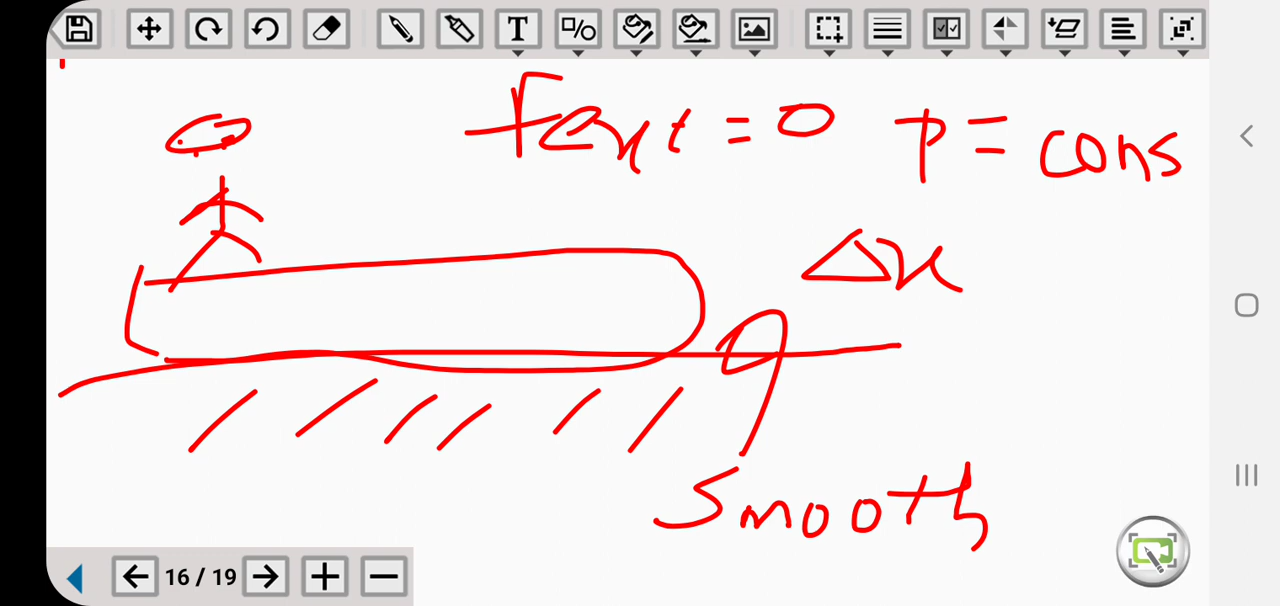 T
Fext = 0 P = cons
Δx
Smooth
16 / 19